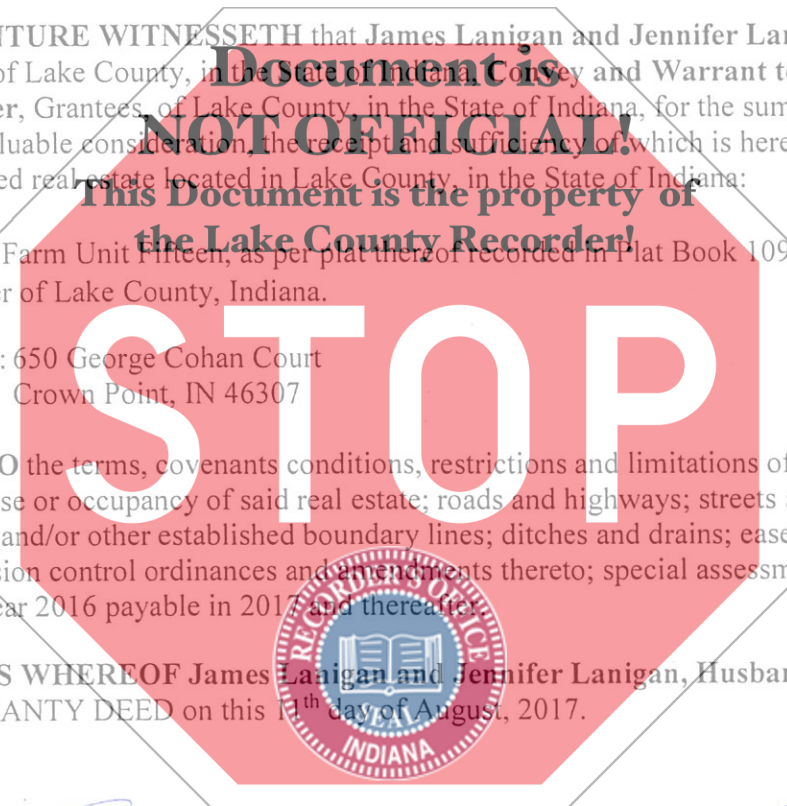 NTURE WITNESSETH that James Lanigan and Jennifer Lan
of Lake County, in the State of Indiana, Convey and Warrant to
Document is
er, Grantees, of Lake County, in the State of Indiana, for the sum
NOT OFFICIAL!
luable consideration, the receipt and sufficiency of which is here
ed real estate located in Lake County, in the State of Indiana:
This Document is the property of
the Lake County Recorder!
Farm Unit Fifteen, as per plat thereof recorded in Plat Book 109
er of Lake County, Indiana.
STOP
: 650 George Cohan Court
Crown Point, IN 46307
O the terms, covenants conditions, restrictions and limitations of
se or occupancy of said real estate; roads and highways; streets
and/or other established boundary lines; ditches and drains; ease
sion control ordinances and amendments thereto; special assessm
ear 2016 payable in 2017 and thereafter.
S WHEREOF James Lanigan and Jennifer Lanigan, Husban
ANTY DEED on this 11th day of August, 2017.
RECORDER'S OFFICE
SEAL
INDIANA